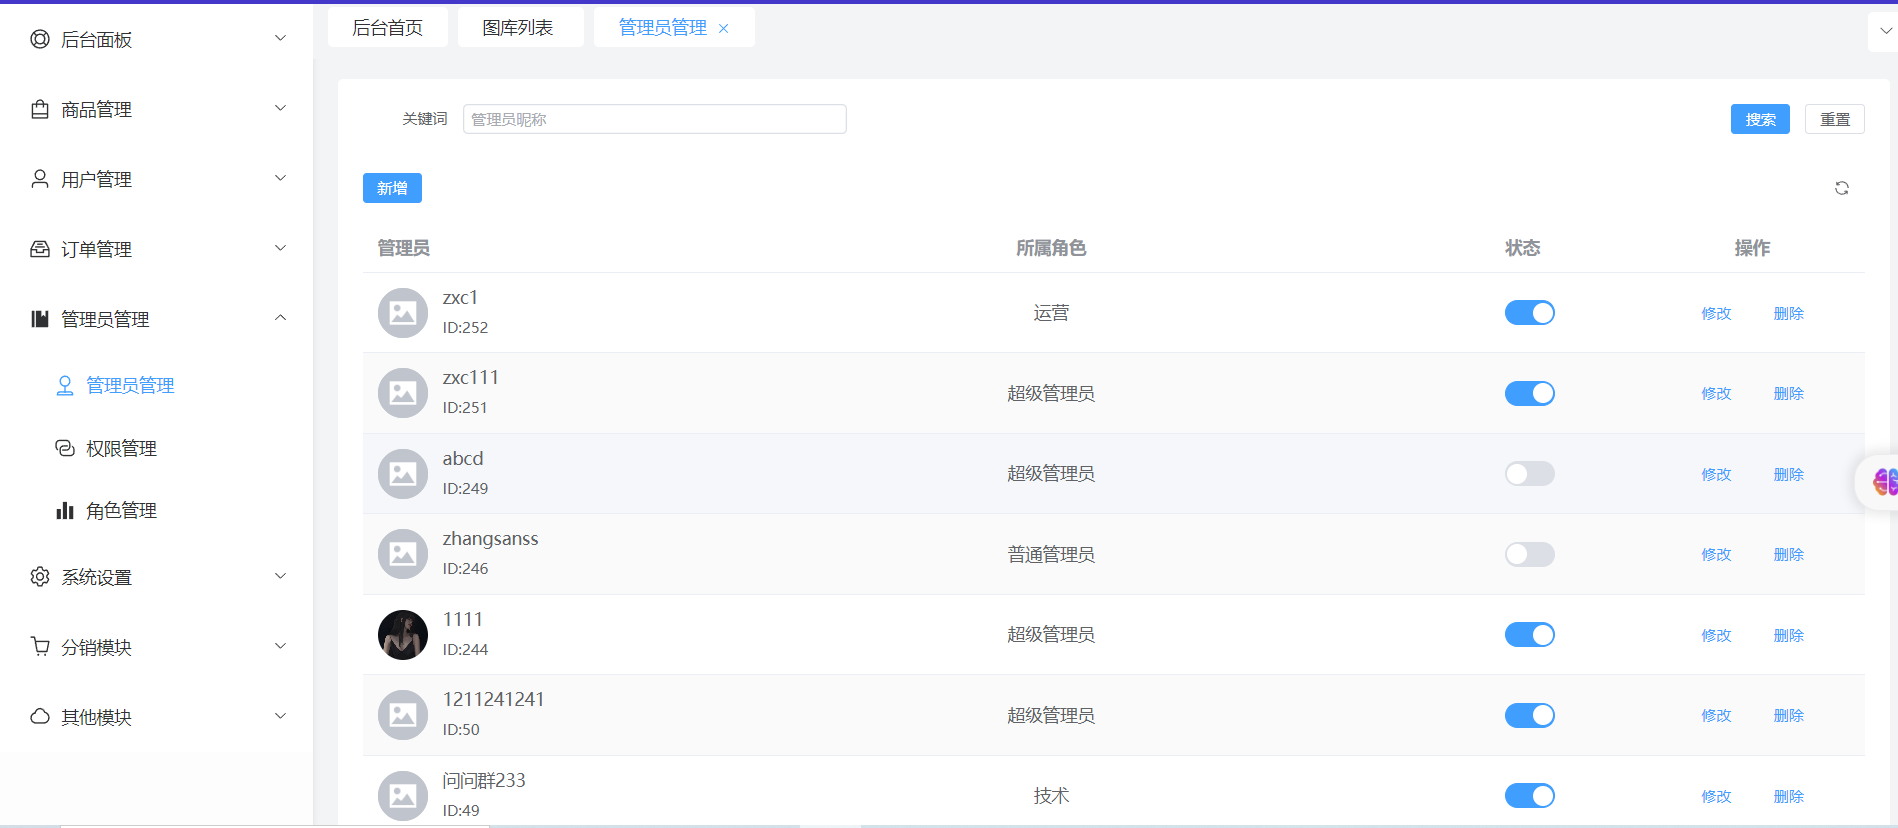 后台面板
商品管理
用户管理
订单管理
管理员管理
管理员管理
权限管理
角色管理
系统设置
分销模块
其他模块
后台首页 图库列表 管理员管理
关键词 管理员昵称 搜索 重置
新增
管理员 所属角色 状态 操作
zxc1
ID:252
运营 修改 删除
zxc111
ID:251
超级管理员 修改 删除
abcd
ID:249
超级管理员 修改 删除
zhangsanss
ID:246
普通管理员 修改 删除
1111
ID:244
超级管理员 修改 删除
1211241241
ID:50
超级管理员 修改 删除
问问群233
ID:49
技术 修改 删除